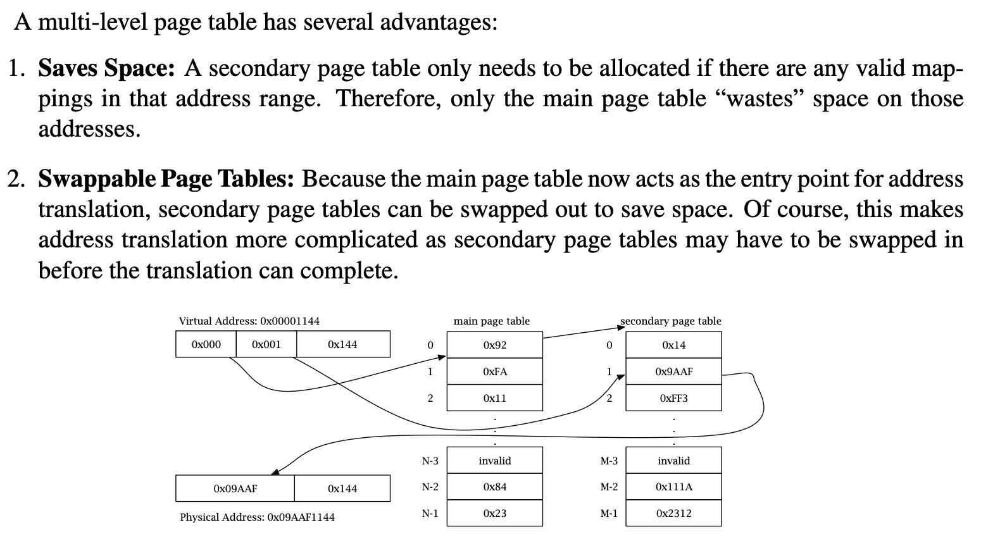 A multi-level page table has several advantages:
1. Saves Space: A secondary page table only needs to be allocated if there are any valid map-
pings in that address range. Therefore, only the main page table “wastes” space on those
addresses.
2. Swappable Page Tables: Because the main page table now acts as the entry point for address
translation, secondary page tables can be swapped out to save space. Of course, this makes
address translation more complicated as secondary page tables may have to be swapped in
before the translation can complete.
Virtual Address: 0x00001144
0x000 0x001 0x144
main page table
0 0x92
1 0xFA
2 0x11
.
.
.
N-3 invalid
N-2 0x84
N-1 0x23
secondary page table
0 0x14
1 0x9AAF
2 0xFF3
.
.
.
M-3 invalid
M-2 0x111A
M-1 0x2312
0x09AAF 0x144
Physical Address: 0x09AAF1144